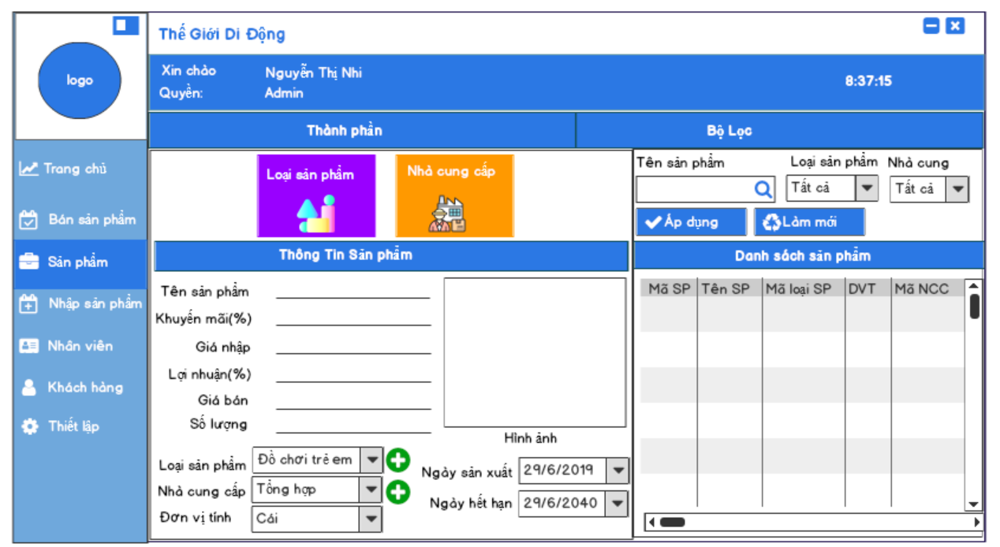 Thế Giới Di Động
logo
Xin chào Nguyễn Thị Nhi
Quyền: Admin
8:37:15
Thành phần
Bộ Lọc
Trang chủ
Bán sản phẩm
Sản phẩm
Nhập sản phẩm
Nhân viên
Khách hàng
Thiết lập
Loại sản phẩm
Nhà cung cấp
Tên sản phẩm
Loại sản phẩm
Nhà cung
Tất cả
Tất cả
Áp dụng
Làm mới
Thông Tin Sản phẩm
Tên sản phẩm
Khuyến mãi(%)
Giá nhập
Lợi nhuận(%)
Giá bán
Số lượng
Hình ảnh
Loại sản phẩm Đồ chơi trẻ em
Nhà cung cấp Tổng hợp
Đơn vị tính Cái
Ngày sản xuất 29/6/2019
Ngày hết hạn 29/6/2040
Danh sách sản phẩm
Mã SP Tên SP Mã loại SP DVT Mã NCC